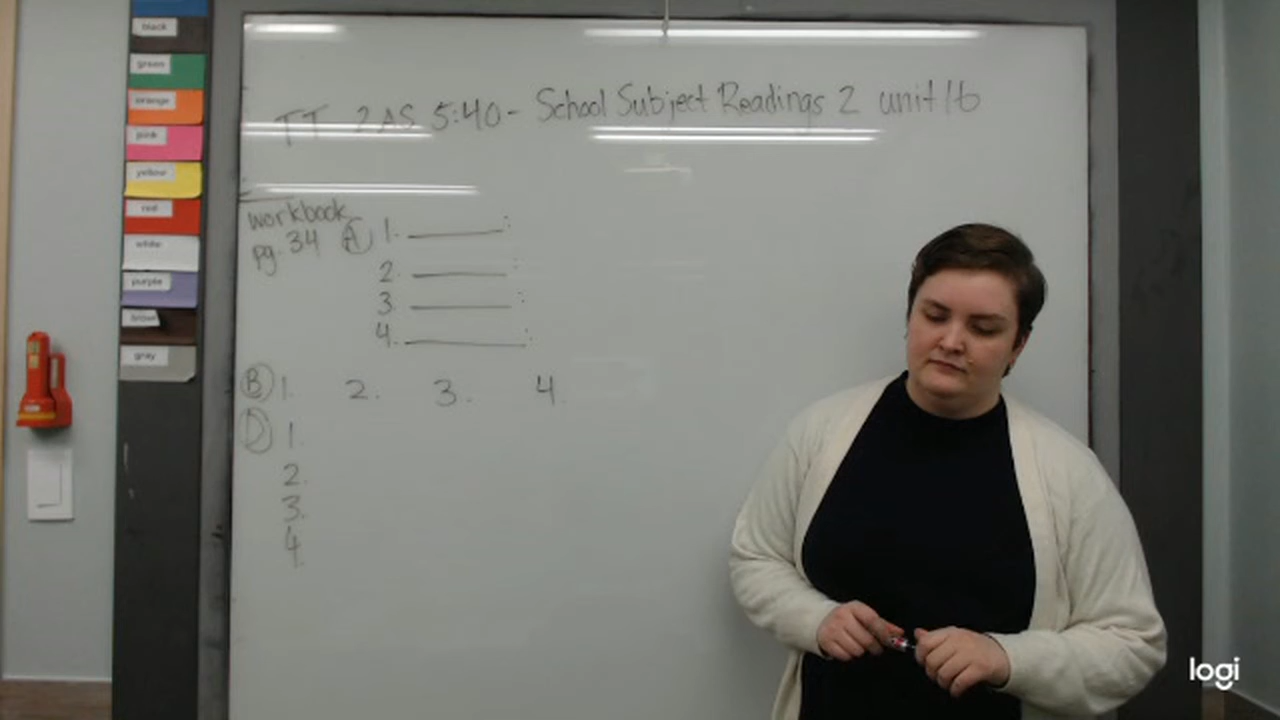 black
green
orange
pink
yellow
red
white
purple
brown
gray
TT 2AS 5:40- School Subject Readings 2 unit 16
workbook
pg. 34 A 1. :
2. :
3. :
4. :
B 1. 2. 3. 4.
D 1.
2.
3.
4.
logi